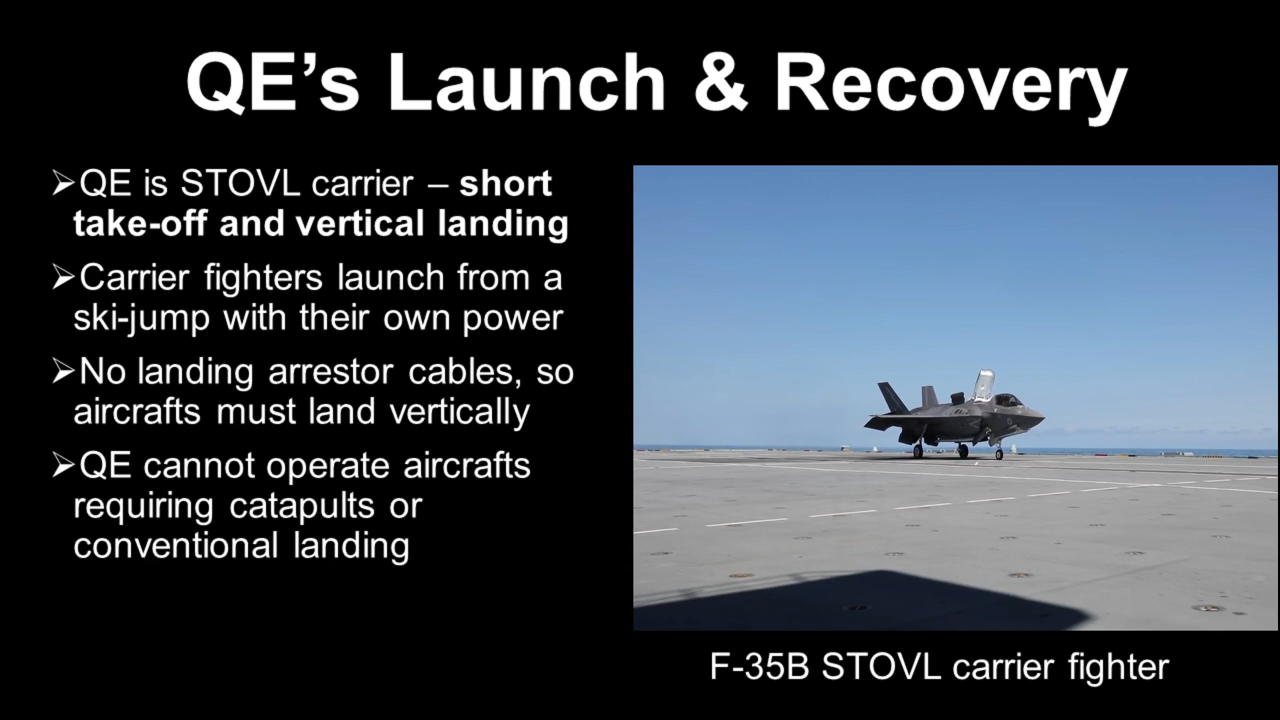 QE's Launch & Recovery
➢QE is STOVL carrier – short
take-off and vertical landing
➢Carrier fighters launch from a
ski-jump with their own power
➢No landing arrestor cables, so
aircrafts must land vertically
➢QE cannot operate aircrafts
requiring catapults or
conventional landing
F-35B STOVL carrier fighter